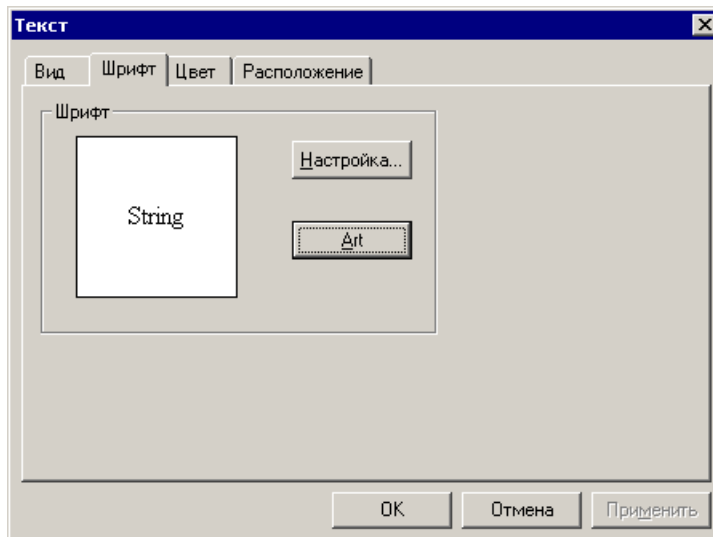 Текст
Вид Шрифт Цвет Расположение
Шрифт
Настройка...
String
Art
OK Отмена Применить